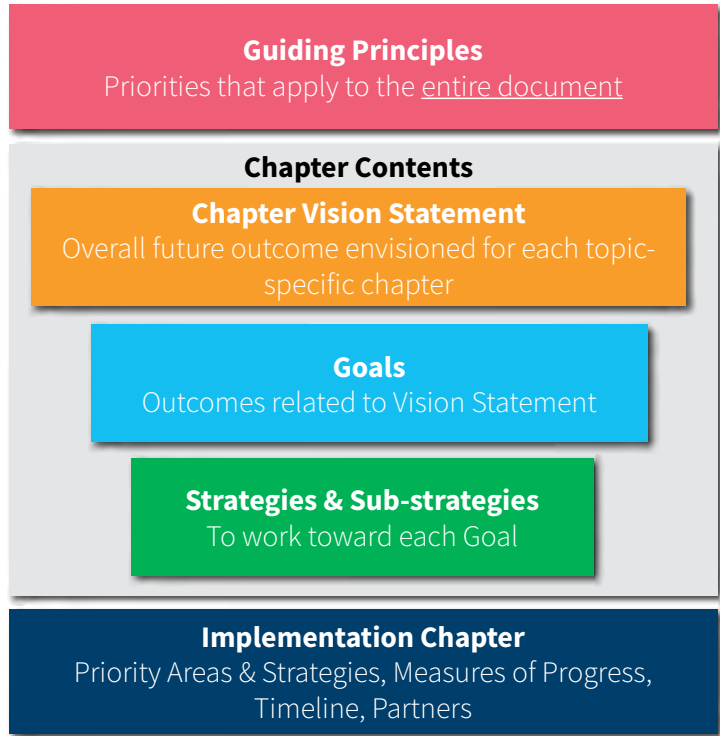 Guiding Principles
Priorities that apply to the entire document
Chapter Contents
Chapter Vision Statement
Overall future outcome envisioned for each topic-
specific chapter
Goals
Outcomes related to Vision Statement
Strategies & Sub-strategies
To work toward each Goal
Implementation Chapter
Priority Areas & Strategies, Measures of Progress,
Timeline, Partners